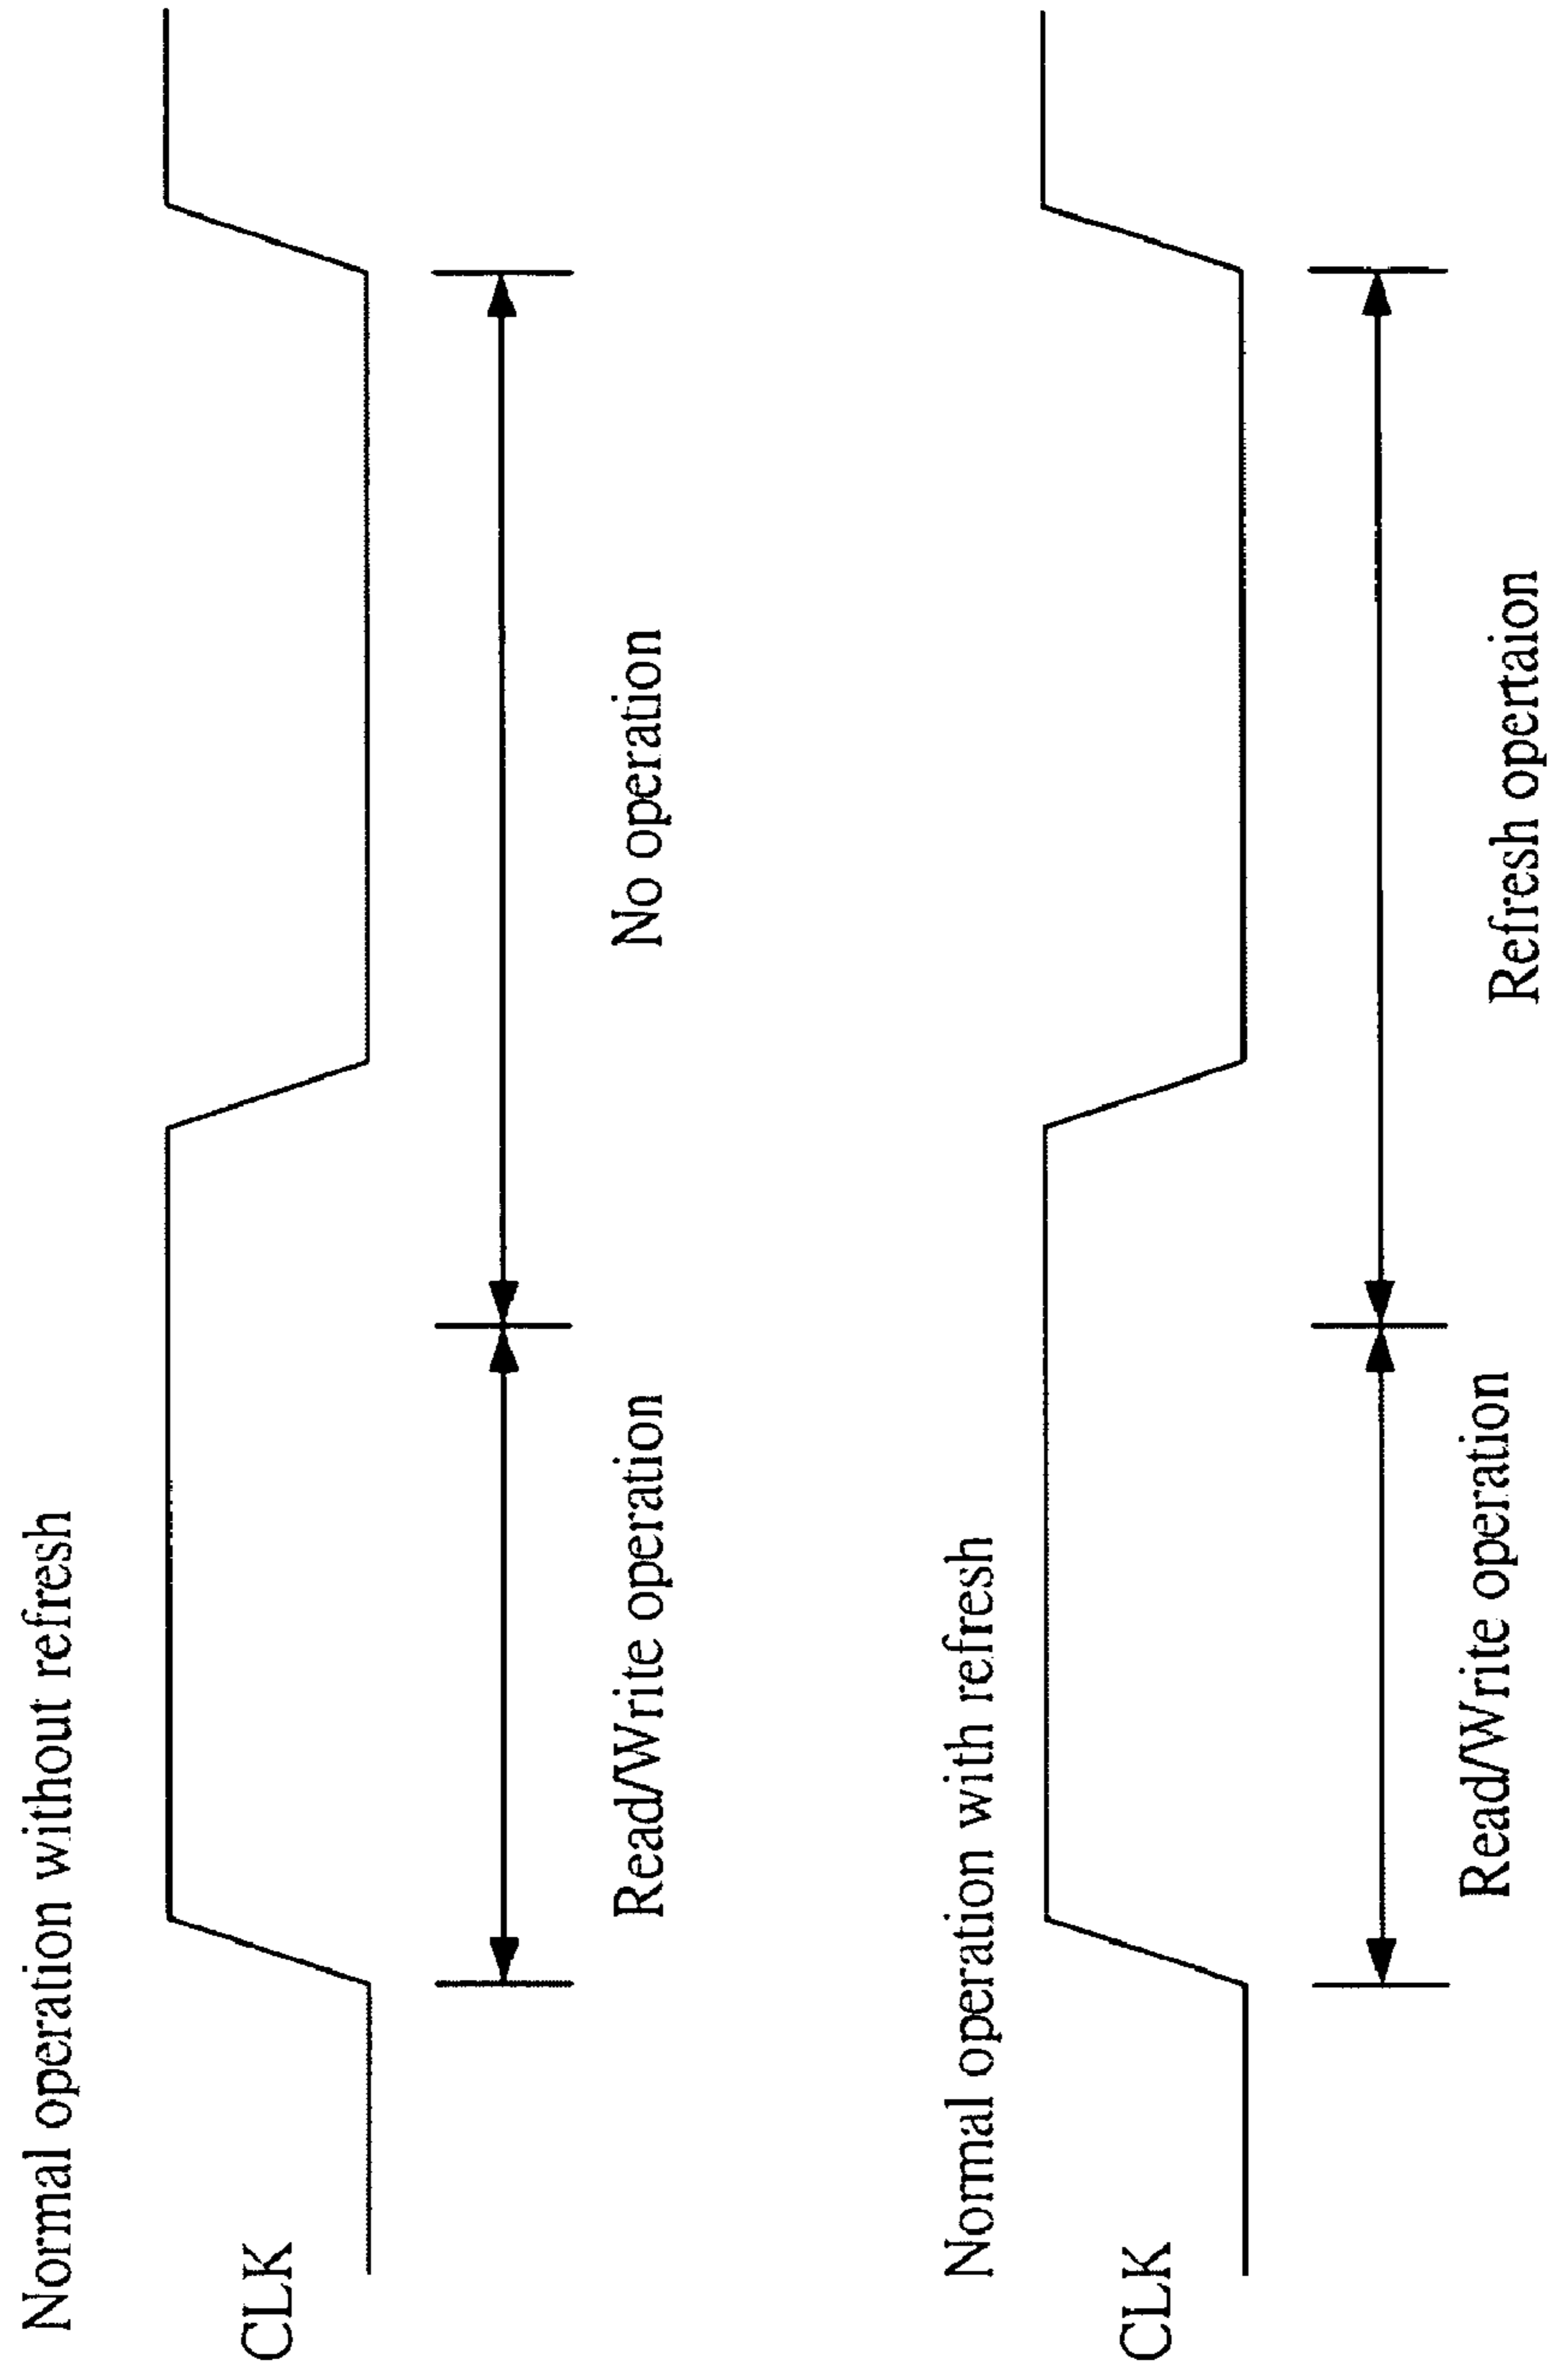 Normal operation without refresh
CLK
Read/Write operation
No operation
Normal operation with refresh
CLK
Read/Write operation
Refresh opertaion